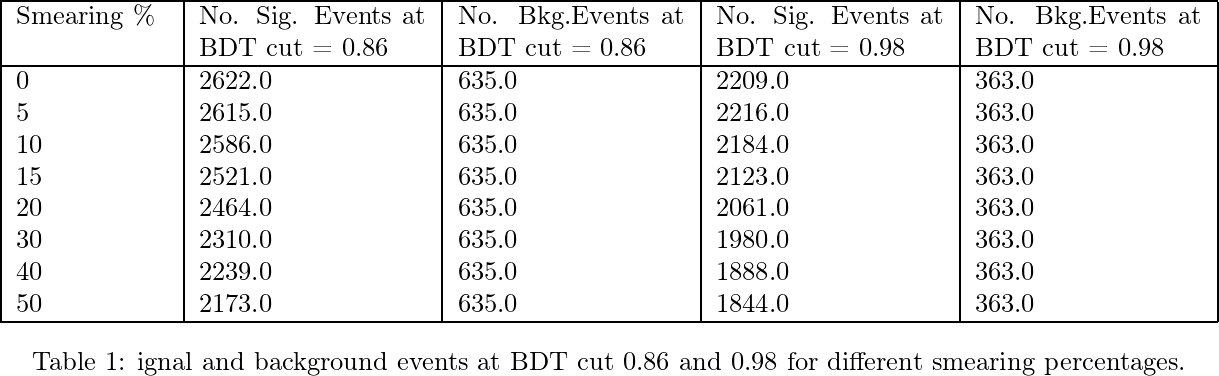 Smearing % No. Sig. Events at No. Bkg.Events at No. Sig. Events at No. Bkg.Events at
BDT cut = 0.86 BDT cut = 0.86 BDT cut = 0.98 BDT cut = 0.98
0 2622.0 635.0 2209.0 363.0
5 2615.0 635.0 2216.0 363.0
10 2586.0 635.0 2184.0 363.0
15 2521.0 635.0 2123.0 363.0
20 2464.0 635.0 2061.0 363.0
30 2310.0 635.0 1980.0 363.0
40 2239.0 635.0 1888.0 363.0
50 2173.0 635.0 1844.0 363.0
Table 1: ignal and background events at BDT cut 0.86 and 0.98 for different smearing percentages.